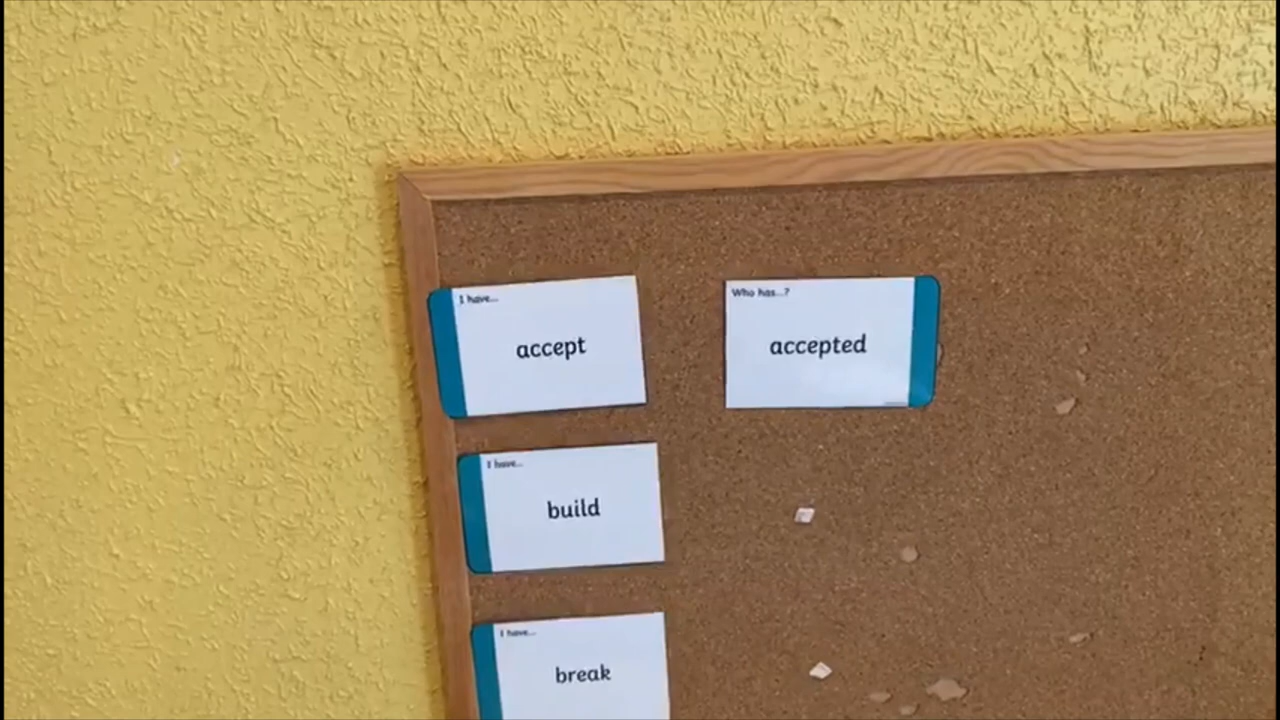 I have...
accept
Who has...?
accepted
I have...
build
I have...
break